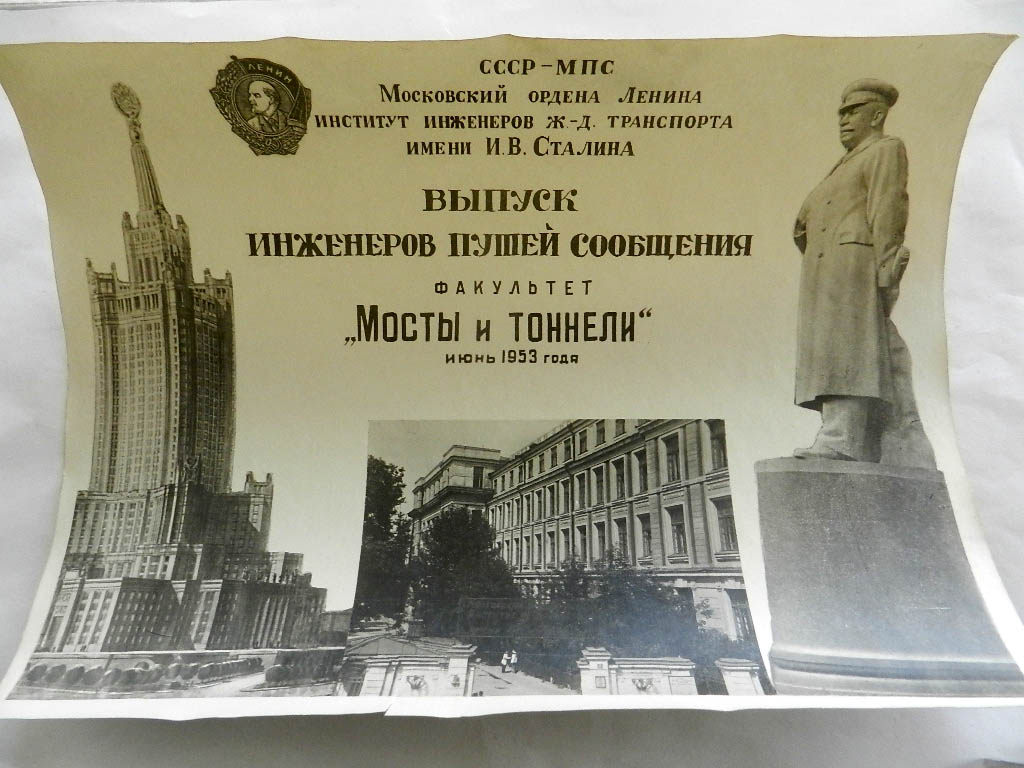 ЛЕНИН
СССР – МПС
Московский ордена Ленина
институт инженеров ж.-д. транспорта
имени И.В. Сталина
Выпуск
инженеров путей сообщения
факультет
„Мосты и тоннели“
июнь 1953 года